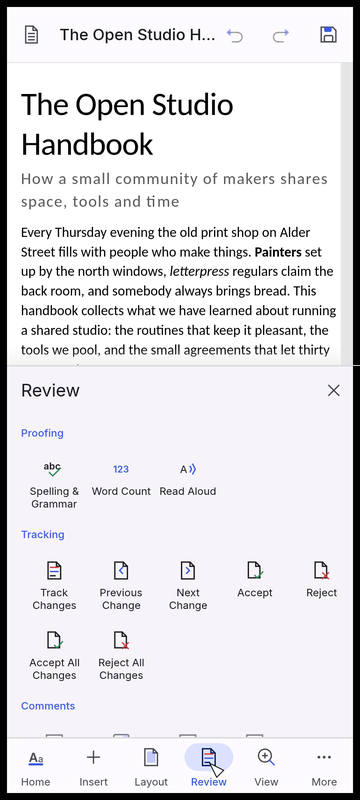 The Open Studio H...
The Open Studio
Handbook
How a small community of makers shares
space, tools and time
Every Thursday evening the old print shop on Alder
Street fills with people who make things. Painters set
up by the north windows, letterpress regulars claim the
back room, and somebody always brings bread. This
handbook collects what we have learned about running
a shared studio: the routines that keep it pleasant, the
tools we pool, and the small agreements that let thirty
Review
Proofing
abc
123
A
Spelling &
Grammar
Word Count
Read Aloud
Tracking
Track
Changes
Previous
Change
Next
Change
Accept
Reject
Accept All
Changes
Reject All
Changes
Comments
Aa
Home
Insert
Layout
Review
View
More